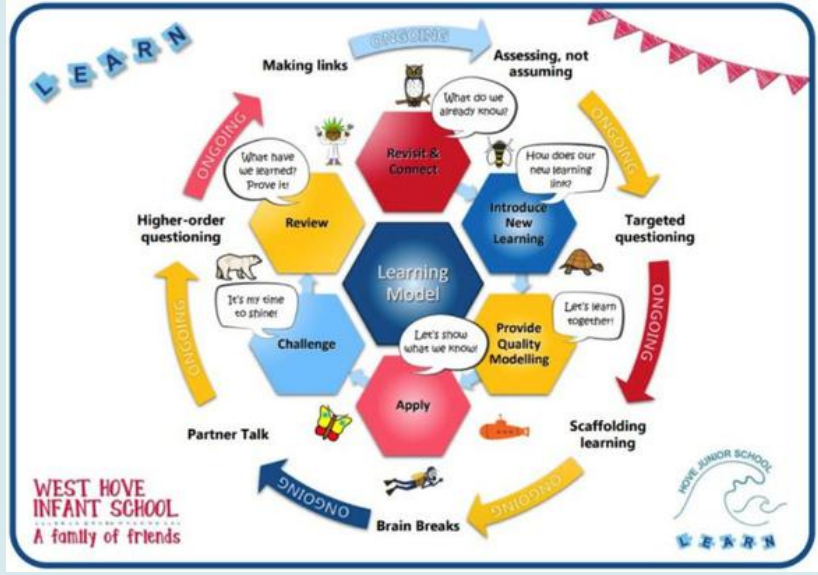 LEARN
ONGOING
Making links
Assessing, not
assuming
What do we
already know?
Revisit &
Connect
ONGOING
ONGOING
What have
we learned?
Prove it!
How does our
new learning
link?
Review
Introduce
New
Learning
Higher-order
questioning
Targeted
questioning
Learning
Model
It's my time
to shine!
Let's learn
together!
ONGOING
ONGOING
Challenge
Let's show
what we know!
Provide
Quality
Modelling
Apply
Partner Talk
Scaffolding
learning
ONGOING
ONGOING
Brain Breaks
WEST HOVE
INFANT SCHOOL
A family of friends
HOVE JUNIOR SCHOOL
LEARN